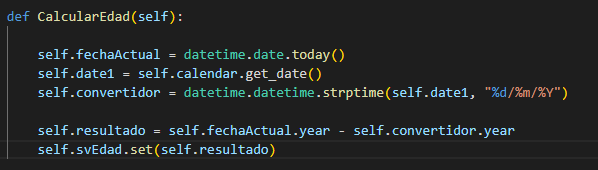 def CalcularEdad(self):
self.fechaActual = datetime.date.today()
self.date1 = self.calendar.get_date()
self.convertidor = datetime.datetime.strptime(self.date1, "%d/%m/%Y")
self.resultado = self.fechaActual.year - self.convertidor.year
self.svEdad.set(self.resultado)